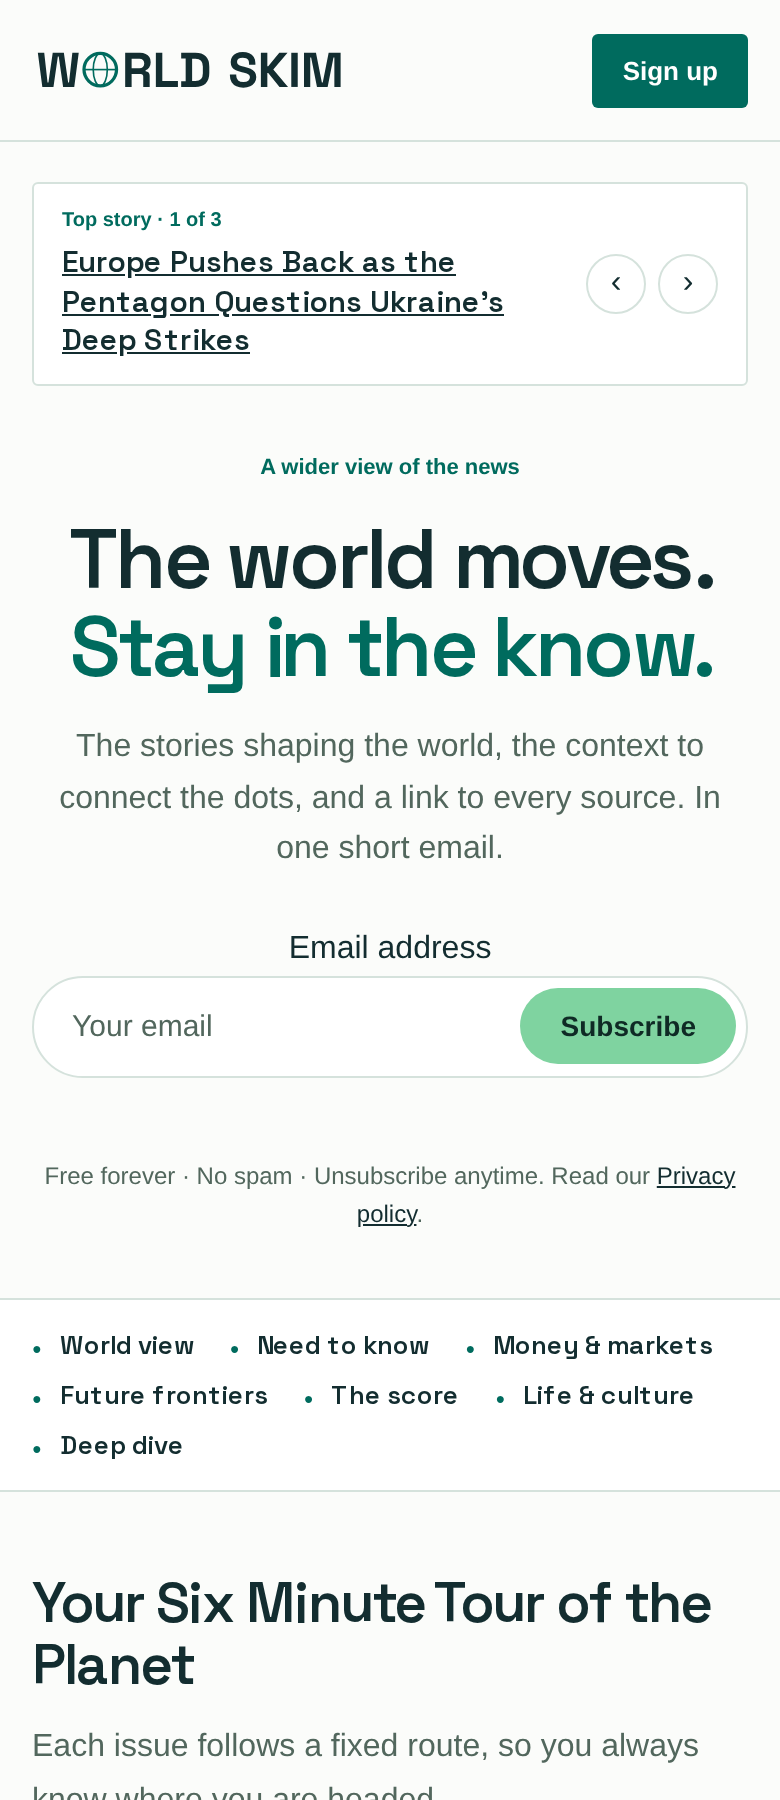 WORLD SKIM
Sign up
Top story · 1 of 3
Europe Pushes Back as the
Pentagon Questions Ukraine’s
Deep Strikes
‹ ›
A wider view of the news
The world moves.
Stay in the know.
The stories shaping the world, the context to
connect the dots, and a link to every source. In
one short email.
Email address
Your email
Subscribe
Free forever · No spam · Unsubscribe anytime. Read our Privacy
policy.
• World view • Need to know • Money & markets
• Future frontiers • The score • Life & culture
• Deep dive
Your Six Minute Tour of the
Planet
Each issue follows a fixed route, so you always
know where you are headed.